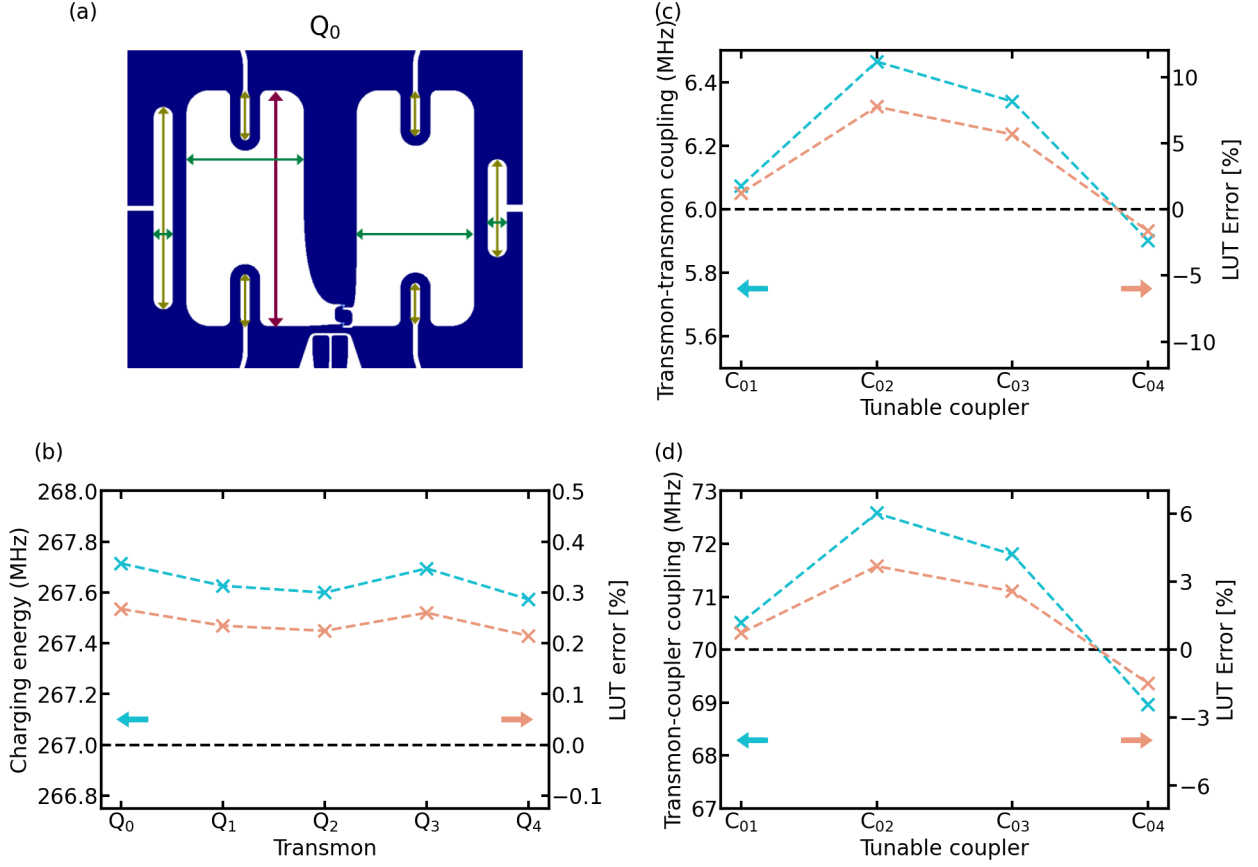 (a)
Q₀
(c)
Transmon-transmon coupling (MHz)
6.4
6.2
6.0
5.8
5.6
10
5
0
−5
−10
LUT Error [%]
C₀₁
C₀₂
C₀₃
C₀₄
Tunable coupler
(b)
Charging energy (MHz)
268.0
267.8
267.6
267.4
267.2
267.0
266.8
0.5
0.4
0.3
0.2
0.1
0.0
−0.1
LUT error [%]
Q₀
Q₁
Q₂
Q₃
Q₄
Transmon
(d)
Transmon-coupler coupling (MHz)
73
72
71
70
69
68
67
6
3
0
−3
−6
LUT Error [%]
C₀₁
C₀₂
C₀₃
C₀₄
Tunable coupler